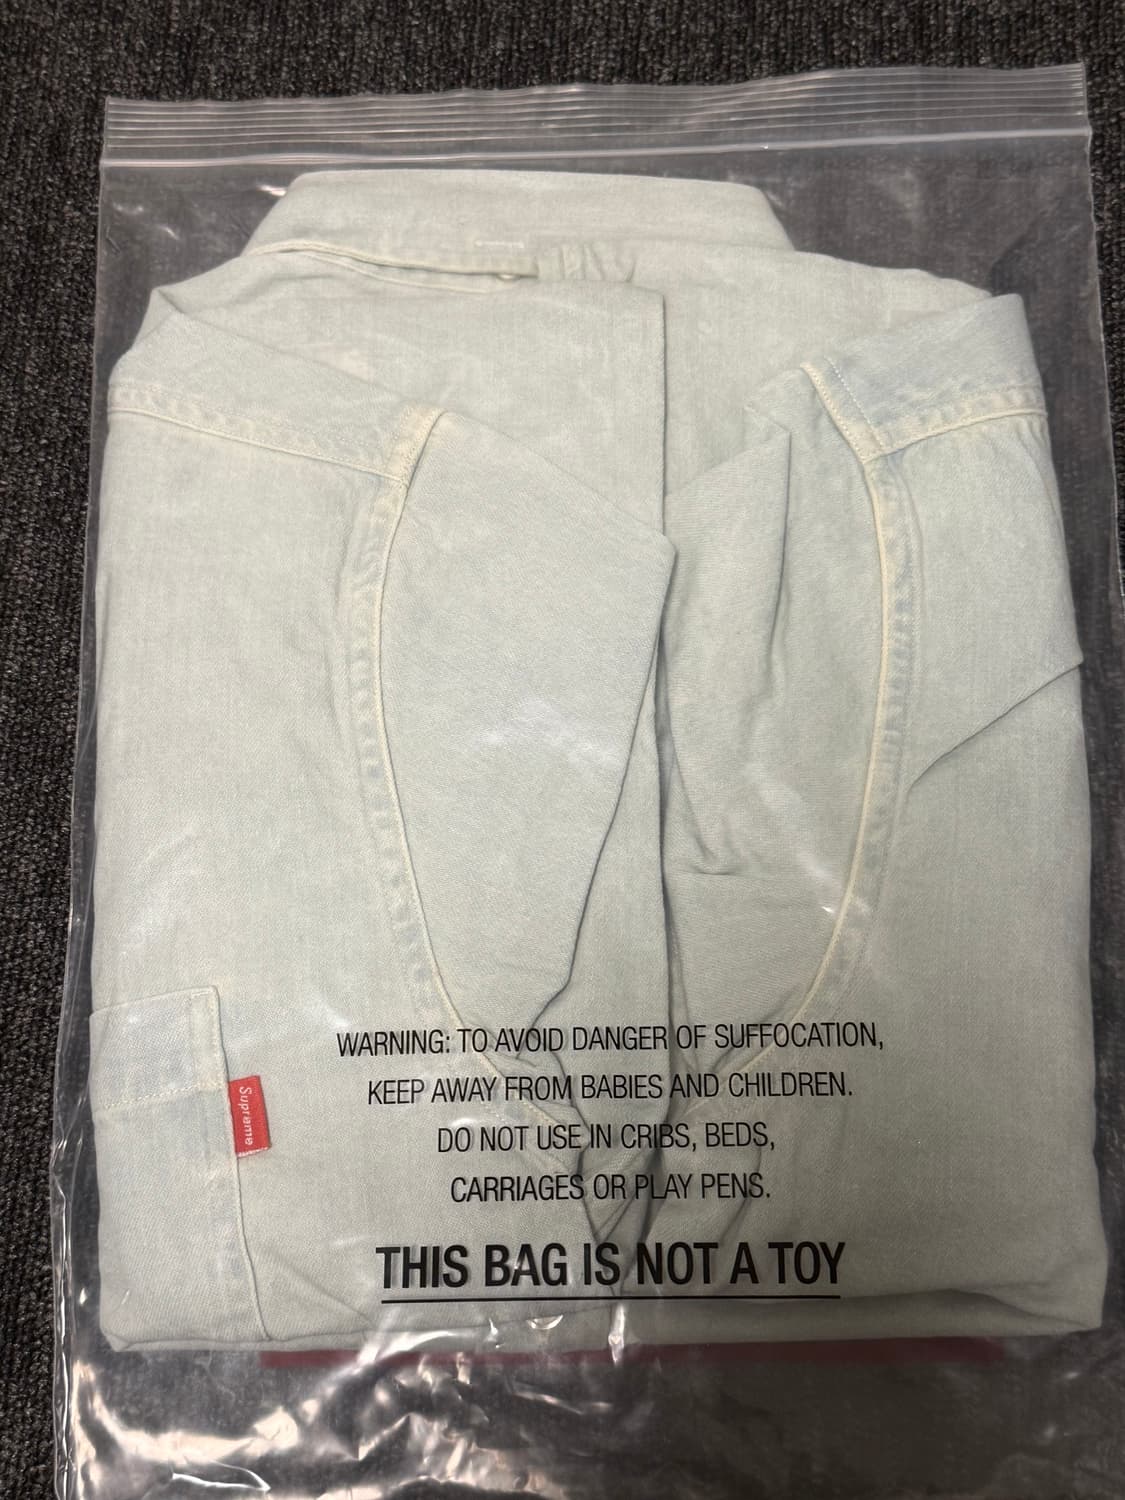 Supreme
WARNING: TO AVOID DANGER OF SUFFOCATION,
KEEP AWAY FROM BABIES AND CHILDREN.
DO NOT USE IN CRIBS, BEDS,
CARRIAGES OR PLAY PENS.
THIS BAG IS NOT A TOY